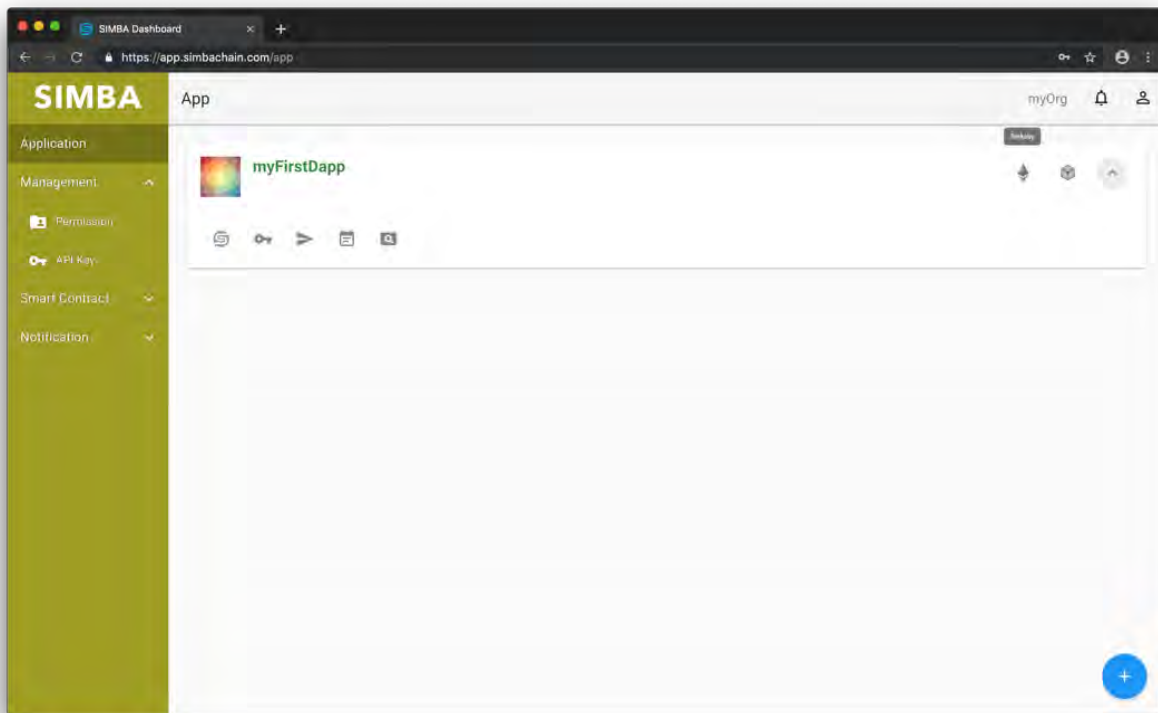 SIMBA Dashboard
https://app.simbachain.com/app
SIMBA
App
myOrg
Application
Management
Permission
API Key
Smart Contract
Notification
myFirstDapp